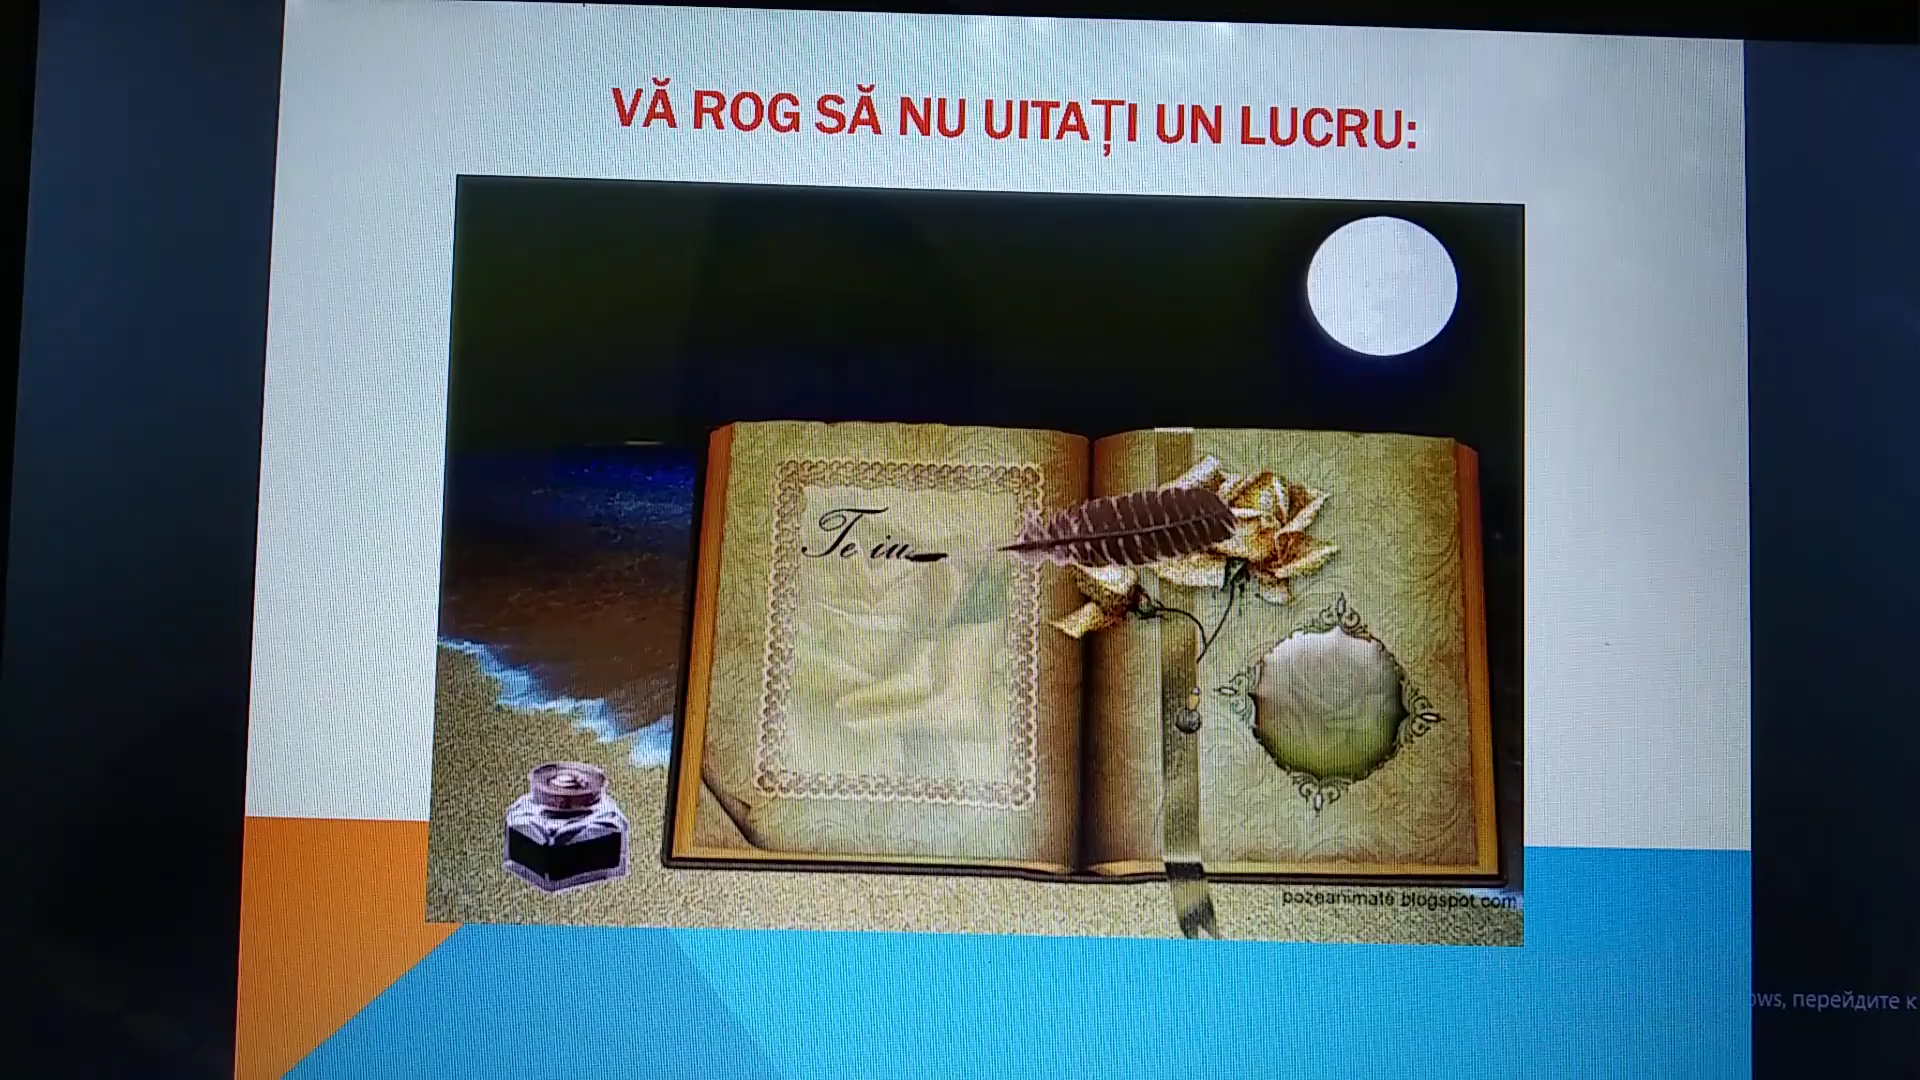 VĂ ROG SĂ NU UITAȚI UN LUCRU:
Te iu
pozeanimate.blogspot.com
ows, перейдите к